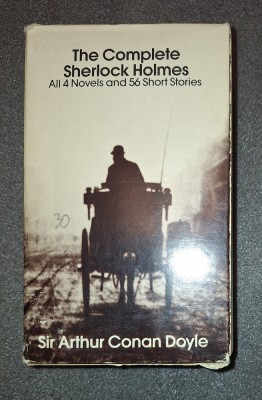 The Complete
Sherlock Holmes
All 4 Novels and 56 Short Stories
30
Sir Arthur Conan Doyle